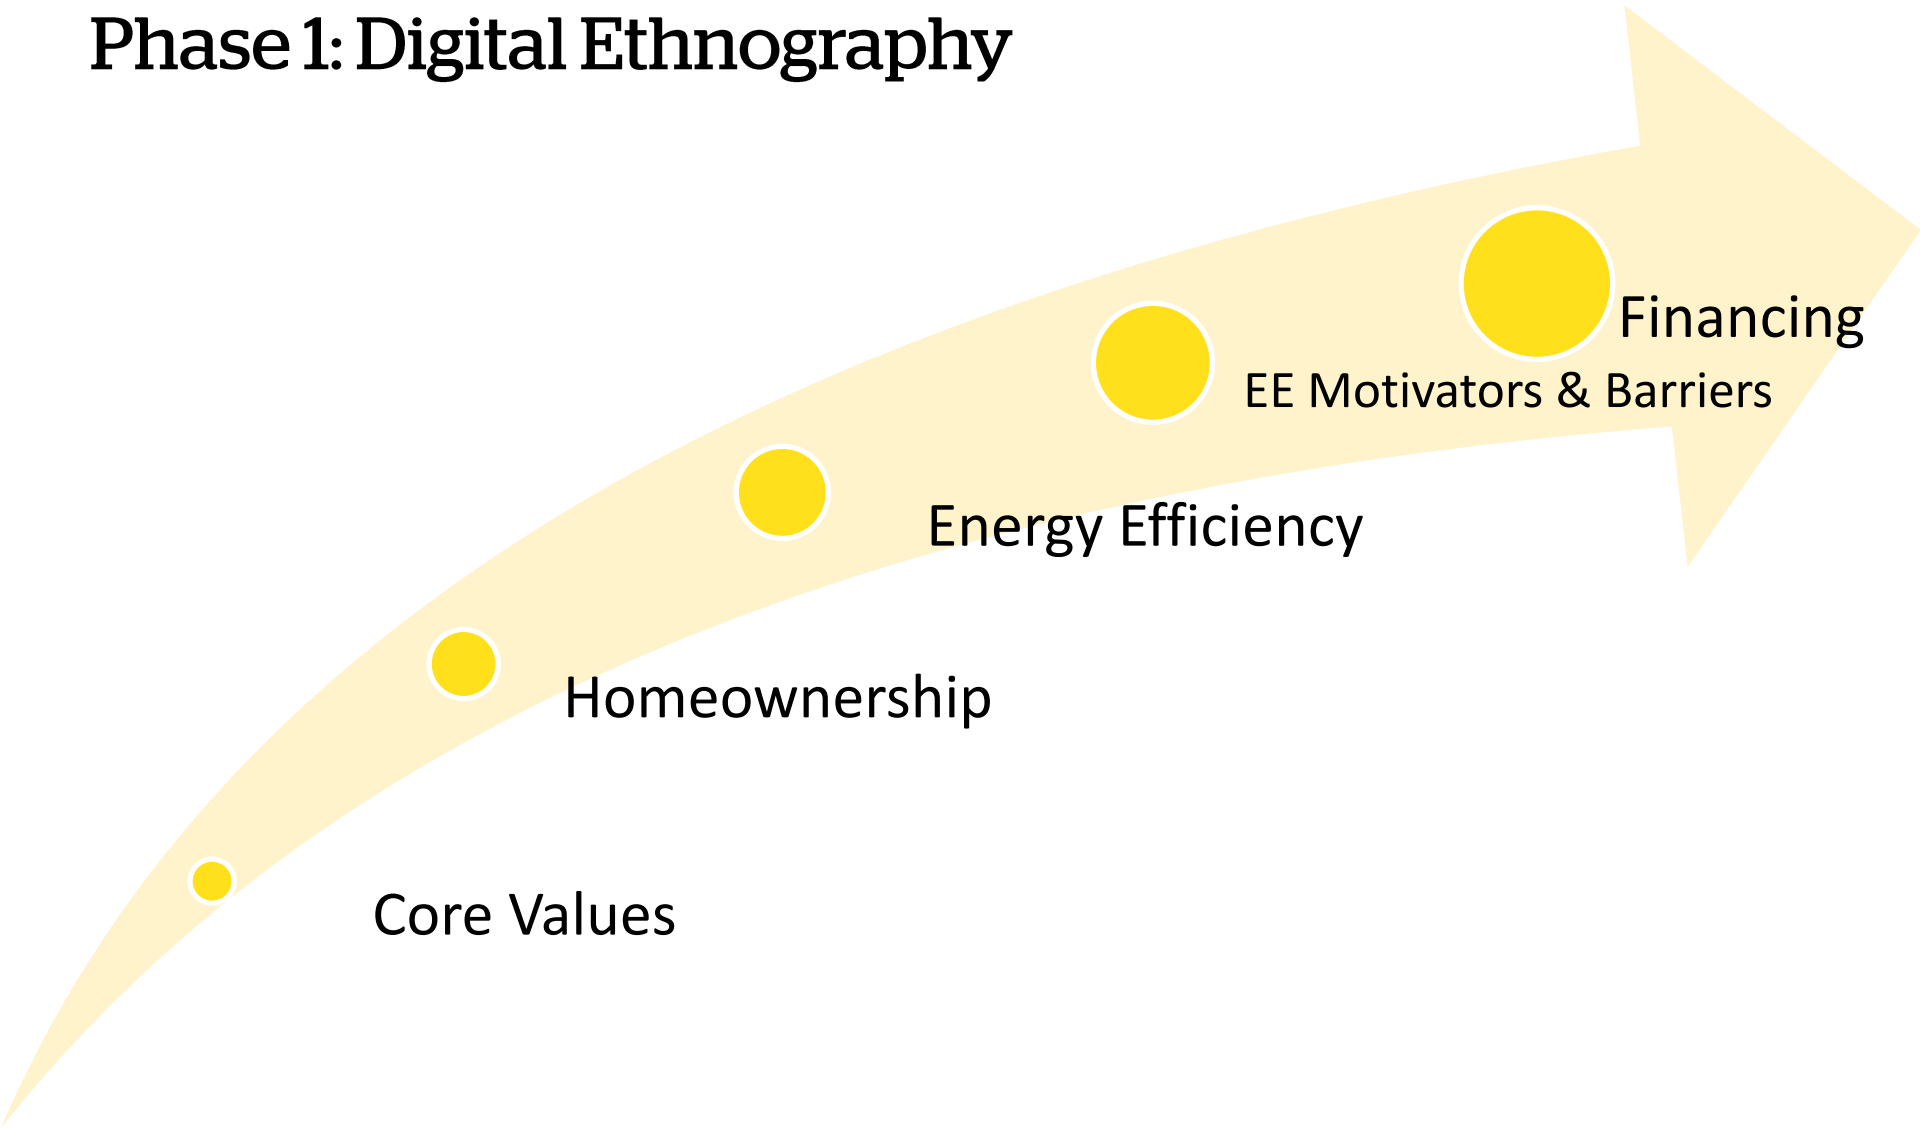 Phase 1: Digital Ethnography
Financing
EE Motivators & Barriers
Energy Efficiency
Homeownership
Core Values